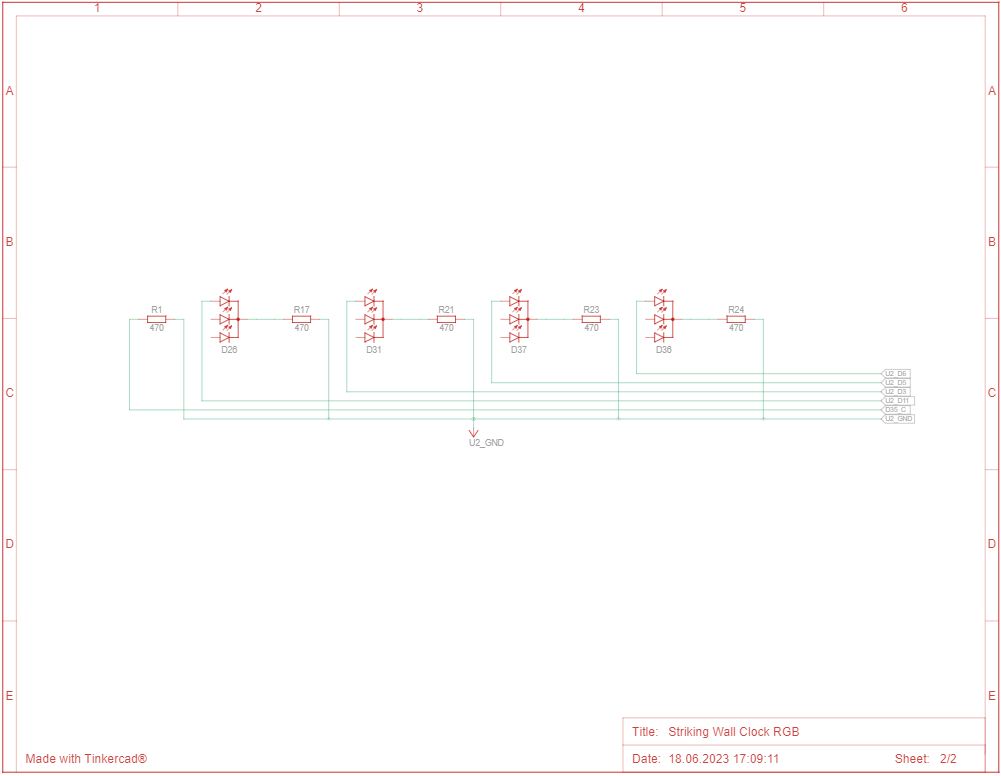 1 2 3 4 5 6
A A
B B
R1 R17 R21 R23 R24
470 470 470 470 470
D26 D31 D37 D38
U2_D6
U2_D5
C C
U2_D3
U2_D11
D35_C
U2_GND
U2_GND
D D
E E
Title: Striking Wall Clock RGB
Made with Tinkercad®
Date: 18.06.2023 17:09:11 Sheet: 2/2